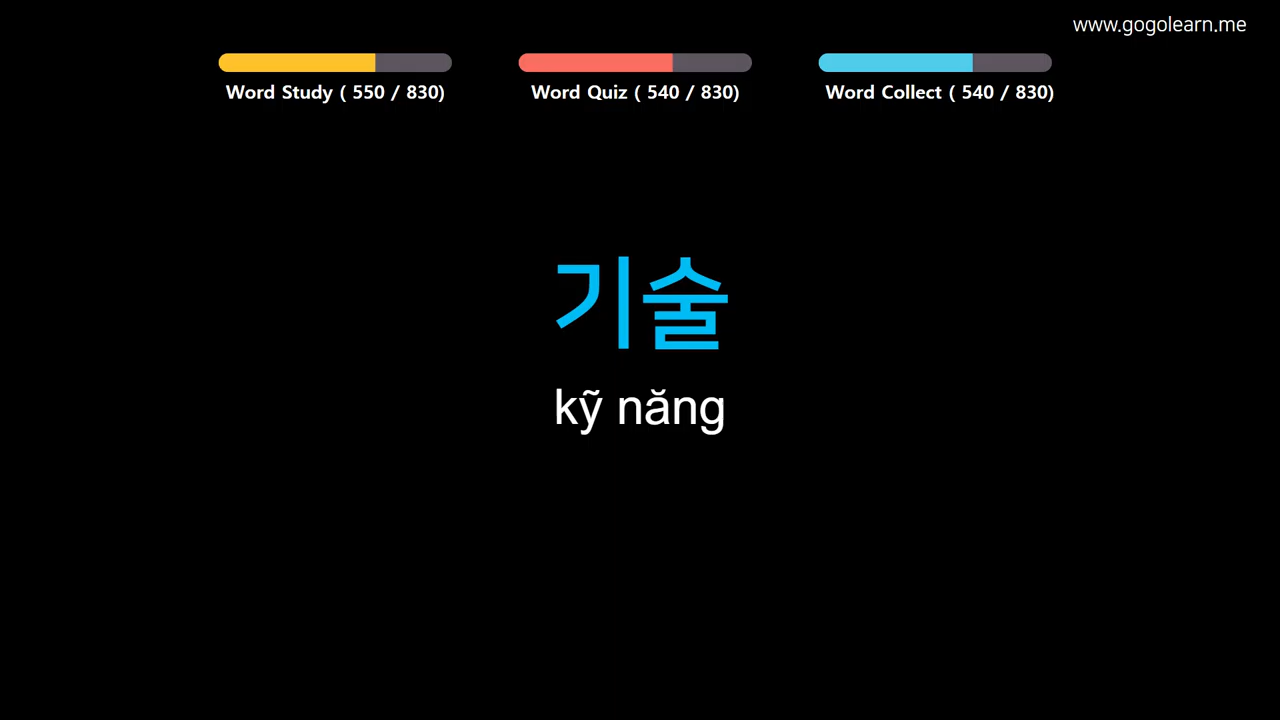 www.gogolearn.me
Word Study ( 550 / 830)
Word Quiz ( 540 / 830)
Word Collect ( 540 / 830)
기술
kỹ năng